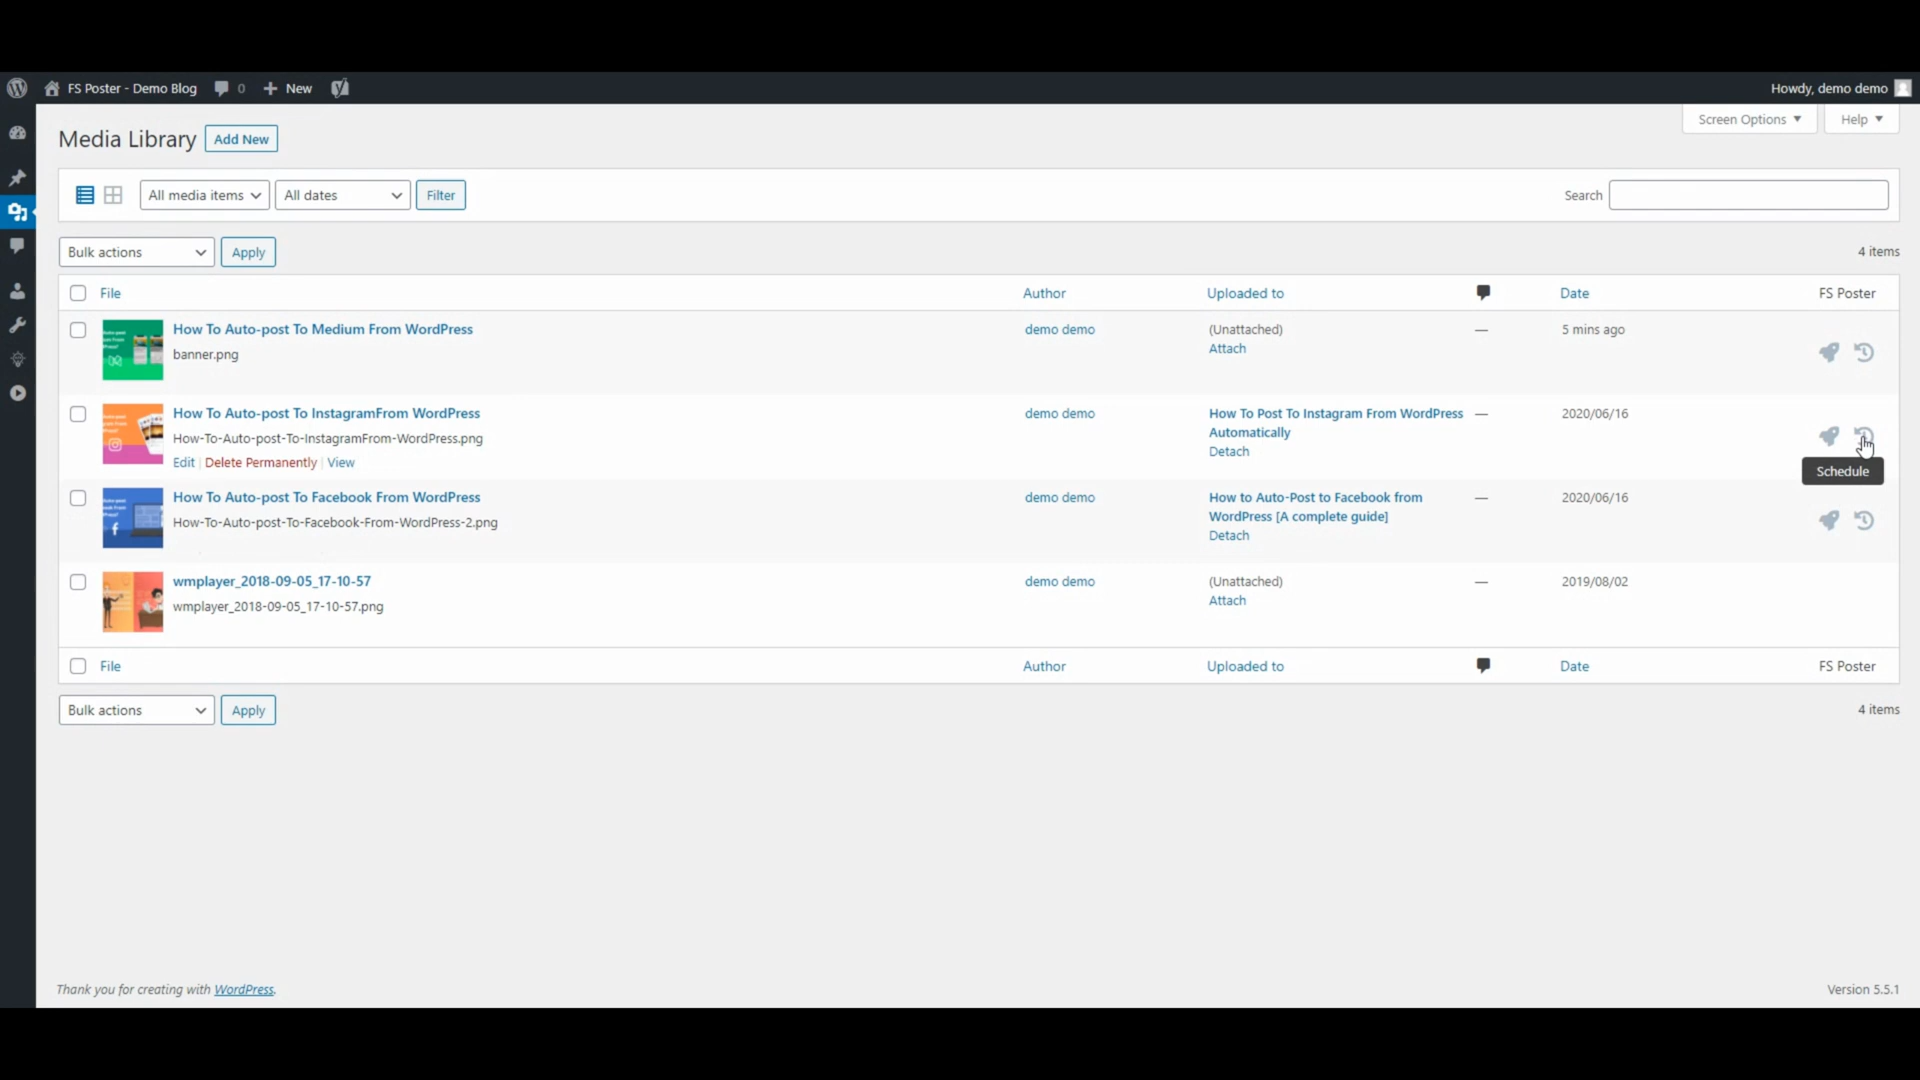 FS Poster - Demo Blog 0 New Howdy, demo demo
Screen Options Help
Media Library Add New
All media items All dates Filter Search
Bulk actions Apply 4 items
File Author Uploaded to Date FS Poster
How To Auto-post To Medium From WordPress demo demo (Unattached) — 5 mins ago
banner.png Attach
How To Auto-post To InstagramFrom WordPress demo demo How To Post To Instagram From WordPress — 2020/06/16
How-To-Auto-post-To-InstagramFrom-WordPress.png Automatically
Edit | Delete Permanently | View Detach
Schedule
How To Auto-post To Facebook From WordPress demo demo How to Auto-Post to Facebook from — 2020/06/16
How-To-Auto-post-To-Facebook-From-WordPress-2.png WordPress [A complete guide]
Detach
wmplayer_2018-09-05_17-10-57 demo demo (Unattached) — 2019/08/02
wmplayer_2018-09-05_17-10-57.png Attach
File Author Uploaded to Date FS Poster
Bulk actions Apply 4 items
Thank you for creating with WordPress. Version 5.5.1